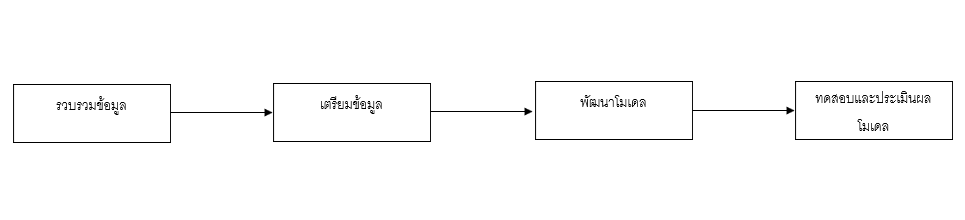 รวบรวมข้อมูล
เตรียมข้อมูล
พัฒนาโมเดล
ทดสอบและประเมินผล
โมเดล